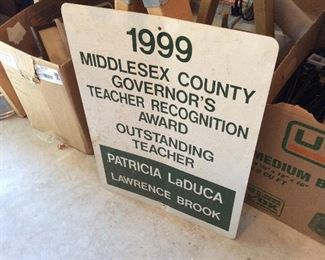 1999
MIDDLESEX COUNTY
GOVERNOR'S
TEACHER RECOGNITION
AWARD
OUTSTANDING
TEACHER
PATRICIA LaDUCA
LAWRENCE BROOK
U
MEDIUM B